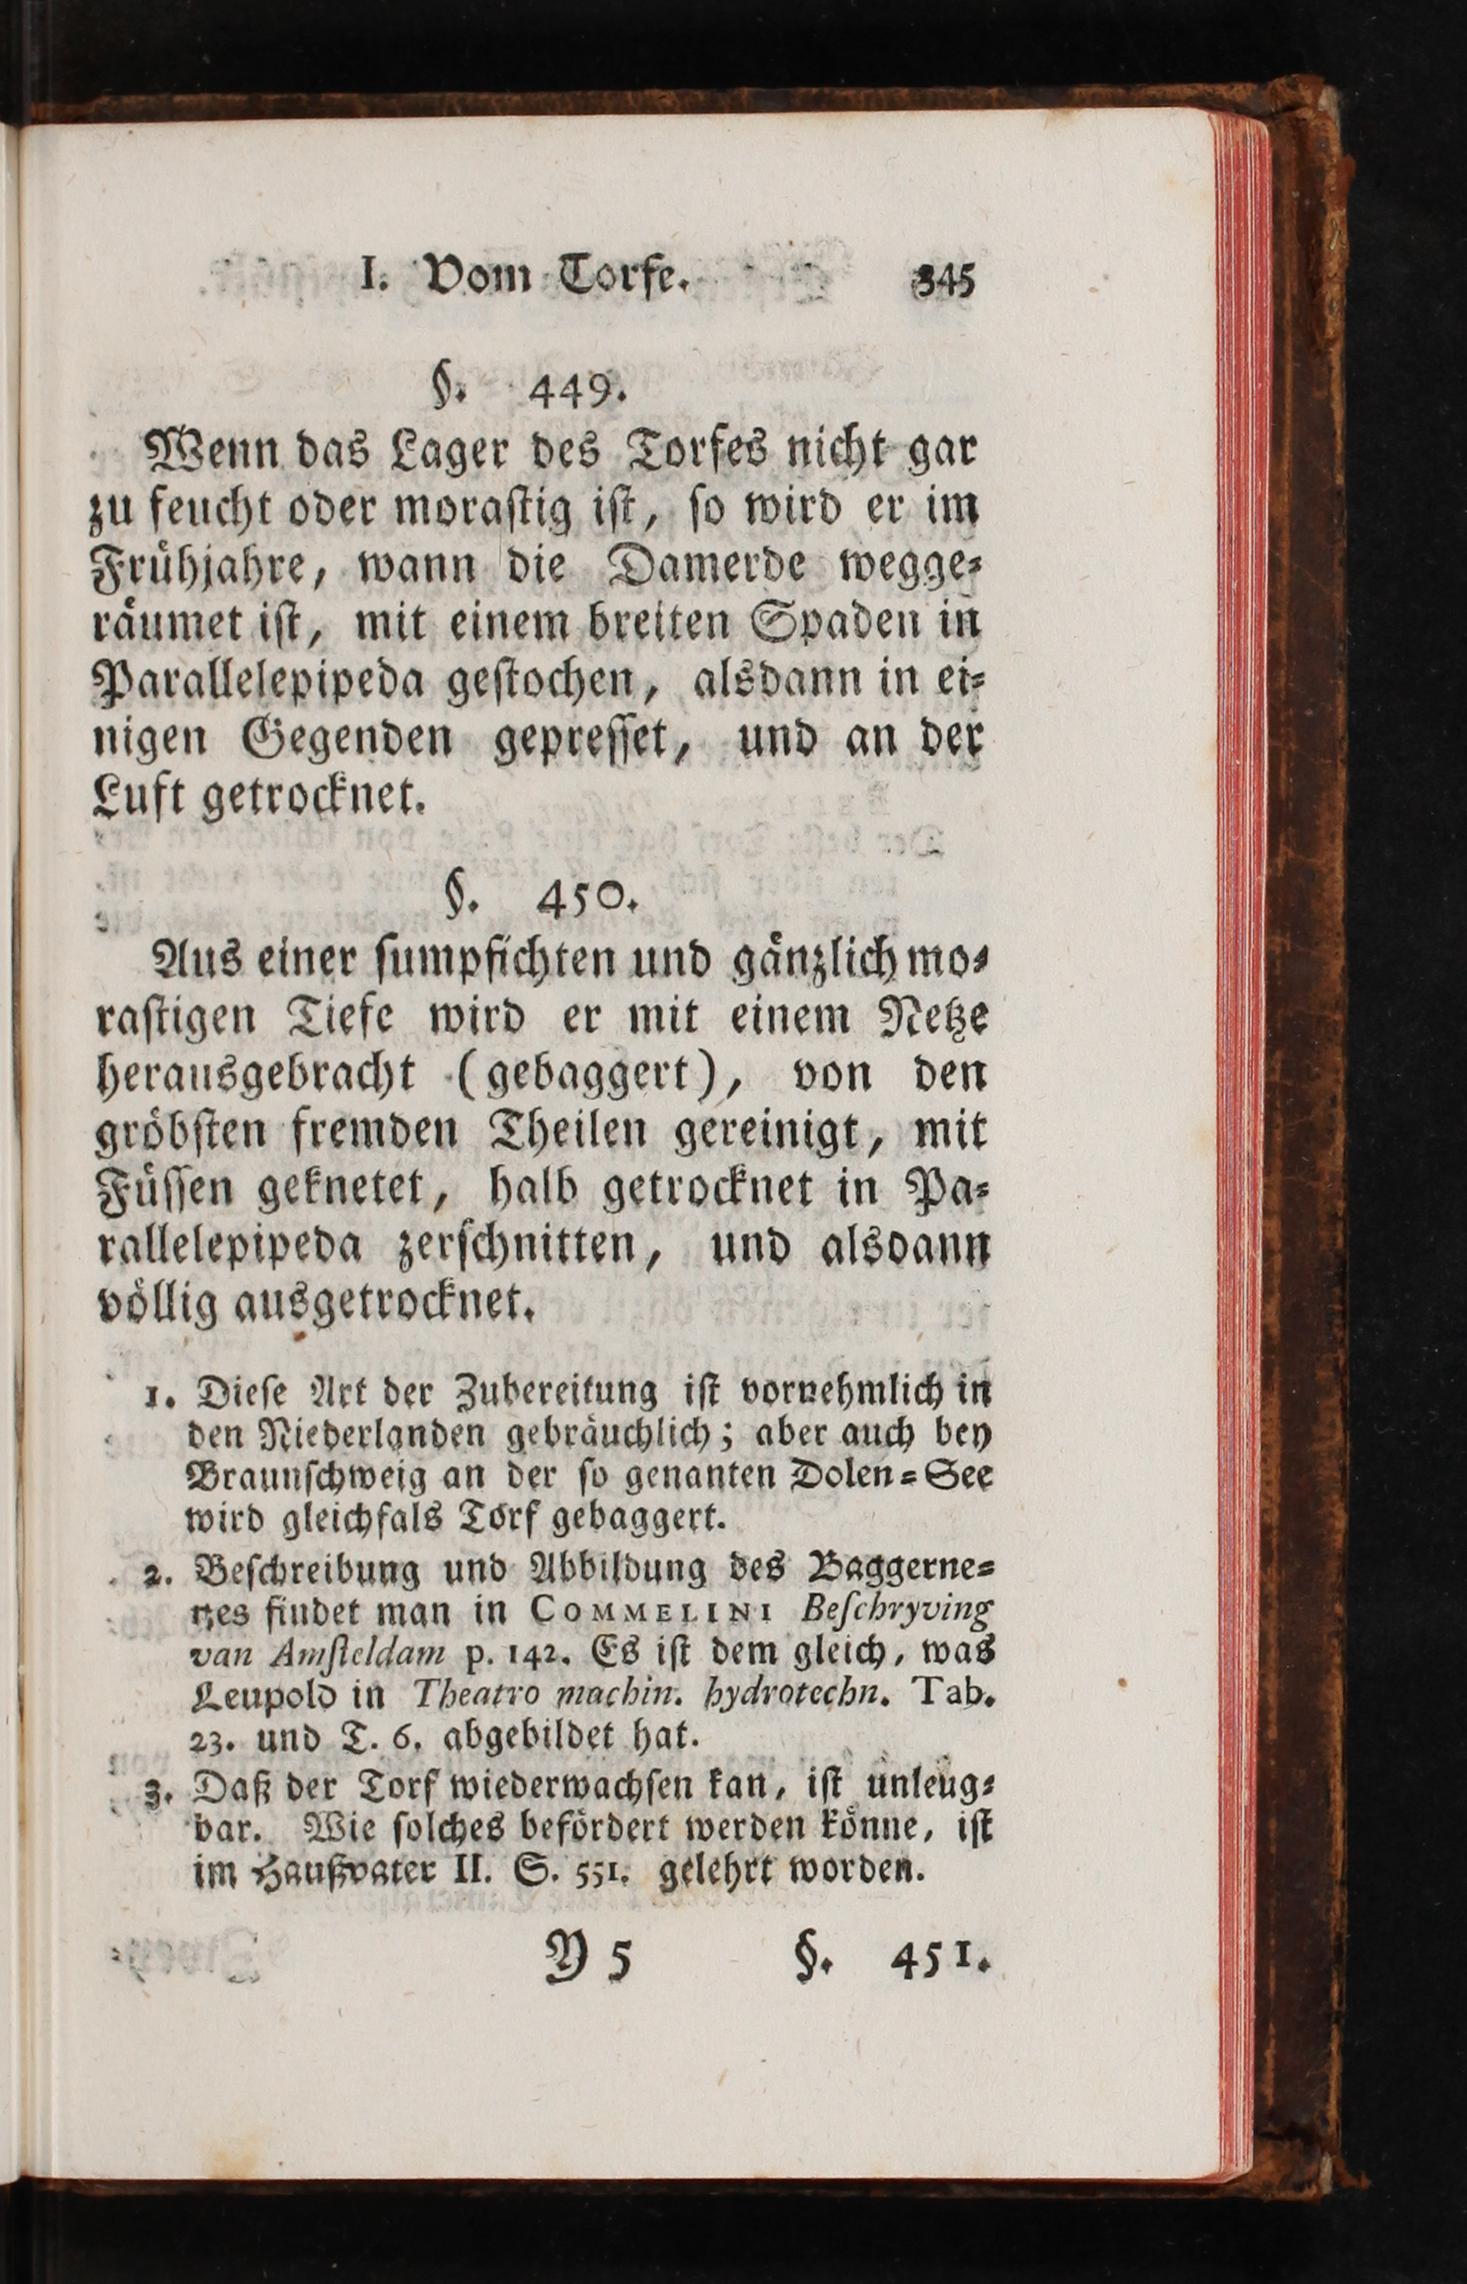 I. Vom Torfe. 345
§. 449.
Wenn das Lager des Torfes nicht gar
zu feucht oder moraſtig iſt, ſo wird er im
Frühjahre, wann die Damerde wegge⸗
räumet iſt, mit einem breiten Spaden in
Parallelepipeda geſtochen, alsdann in ei⸗
nigen Gegenden gepreſſet, und an der
Luft getrocknet.
§. 450.
Aus einer ſumpfichten und gänzlich mo⸗
raſtigen Tiefe wird er mit einem Netze
herausgebracht (gebaggert), von den
gröbſten fremden Theilen gereinigt, mit
Füſſen geknetet, halb getrocknet in Pa⸗
rallelepipeda zerſchnitten, und alsdann
völlig ausgetrocknet.
1. Dieſe Art der Zubereitung iſt vornehmlich in
den Niederlanden gebräuchlich; aber auch bey
Braunſchweig an der ſo genanten Dolen⸗See
wird gleichfals Torf gebaggert.
2. Beſchreibung und Abbildung des Baggerne⸗
tzes findet man in COMMELINI Beſchryving
van Amſteldam p. 142. Es iſt dem gleich, was
Leupold in Theatro machin. hydrotechn. Tab.
23. und T. 6. abgebildet hat.
3. Daß der Torf wiederwachſen kan, iſt unleug⸗
bar. Wie ſolches befördert werden könne, iſt
im Haußvater II. S. 551. gelehrt worden.
Y 5 §. 451.